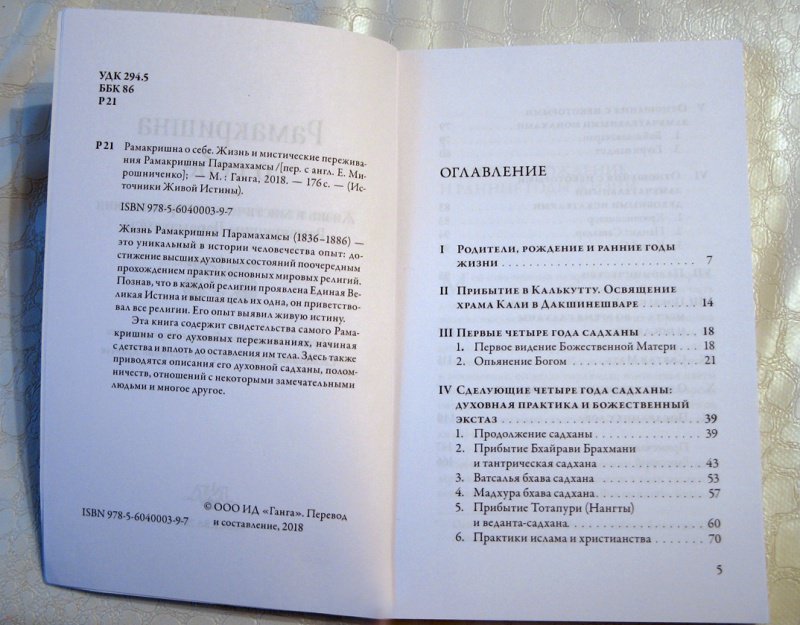 УДК 294.5
ББК 86
Р 21
Р 21 Рамакришна о себе. Жизнь и мистические пережива-
ния Рамакришны Парамахамсы /[пер. с англ. Е. Ми-
рошниченко]; — М. : Ганга, 2018. — 176 с. — (Ис-
точники Живой Истины).
ISBN 978-5-6040003-9-7
Жизнь Рамакришны Парамахамсы (1836–1886) —
это уникальный в истории человечества опыт: до-
стижение высших духовных состояний поочередным
прохождением практик основных мировых религий.
Познав, что в каждой религии проявлена Единая Ве-
ликая Истина и высшая цель их одна, он приветство-
вал все религии. Его опыт выявил живую истину.
Эта книга содержит свидетельства самого Рама-
кришны о его духовных переживаниях, начиная
с детства и вплоть до оставления им тела. Здесь также
приводятся описания его духовной садханы, палом-
ничеств, отношений с некоторыми замечательными
людьми и многое другое.
ISBN 978-5-6040003-9-7
© ООО ИД «Ганга». Перевод
и составление, 2018
ОГЛАВЛЕНИЕ
I Родители, рождение и ранние годы
жизни 7
II Прибытие в Калькутту. Освящение
храма Кали в Дакшинешваре 14
III Первые четыре года садханы 18
1. Первое видение Божественной Матери 18
2. Опьянение Богом 21
IV Сделующие четыре года садханы:
духовная практика и божественный
экстаз 39
1. Продолжение садханы 39
2. Прибытие Бхайрави Брахмани
и тантрическая садхана 43
3. Ватсалья бхава садхана 53
4. Мадхура бхава садхана 57
5. Прибытие Тотапури (Нангты)
и веданта-садхана 60
6. Практики ислама и христианства 70
5